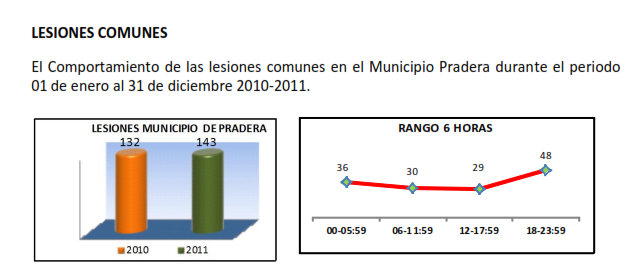 LESIONES COMUNES
El Comportamiento de las lesiones comunes en el Municipio Pradera durante el periodo
01 de enero al 31 de diciembre 2010-2011.
LESIONES MUNICIPIO DE PRADERA
132 143
2010 2011
RANGO 6 HORAS
36 30 29 48
00-05:59 06-11:59 12-17:59 18-23:59